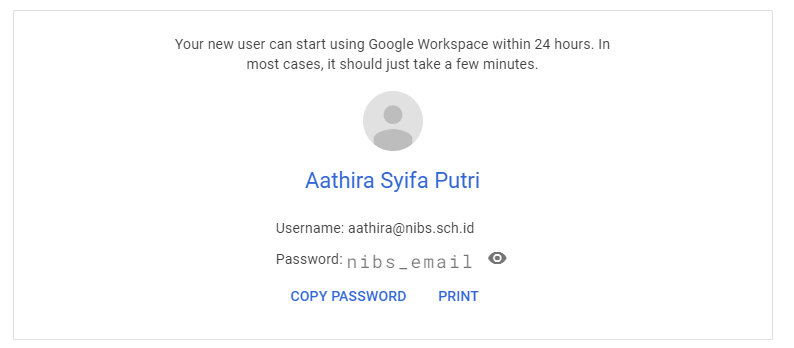 Your new user can start using Google Workspace within 24 hours. In
most cases, it should just take a few minutes.
Aathira Syifa Putri
Username: aathira@nibs.sch.id
Password: nibs_email
COPY PASSWORD PRINT